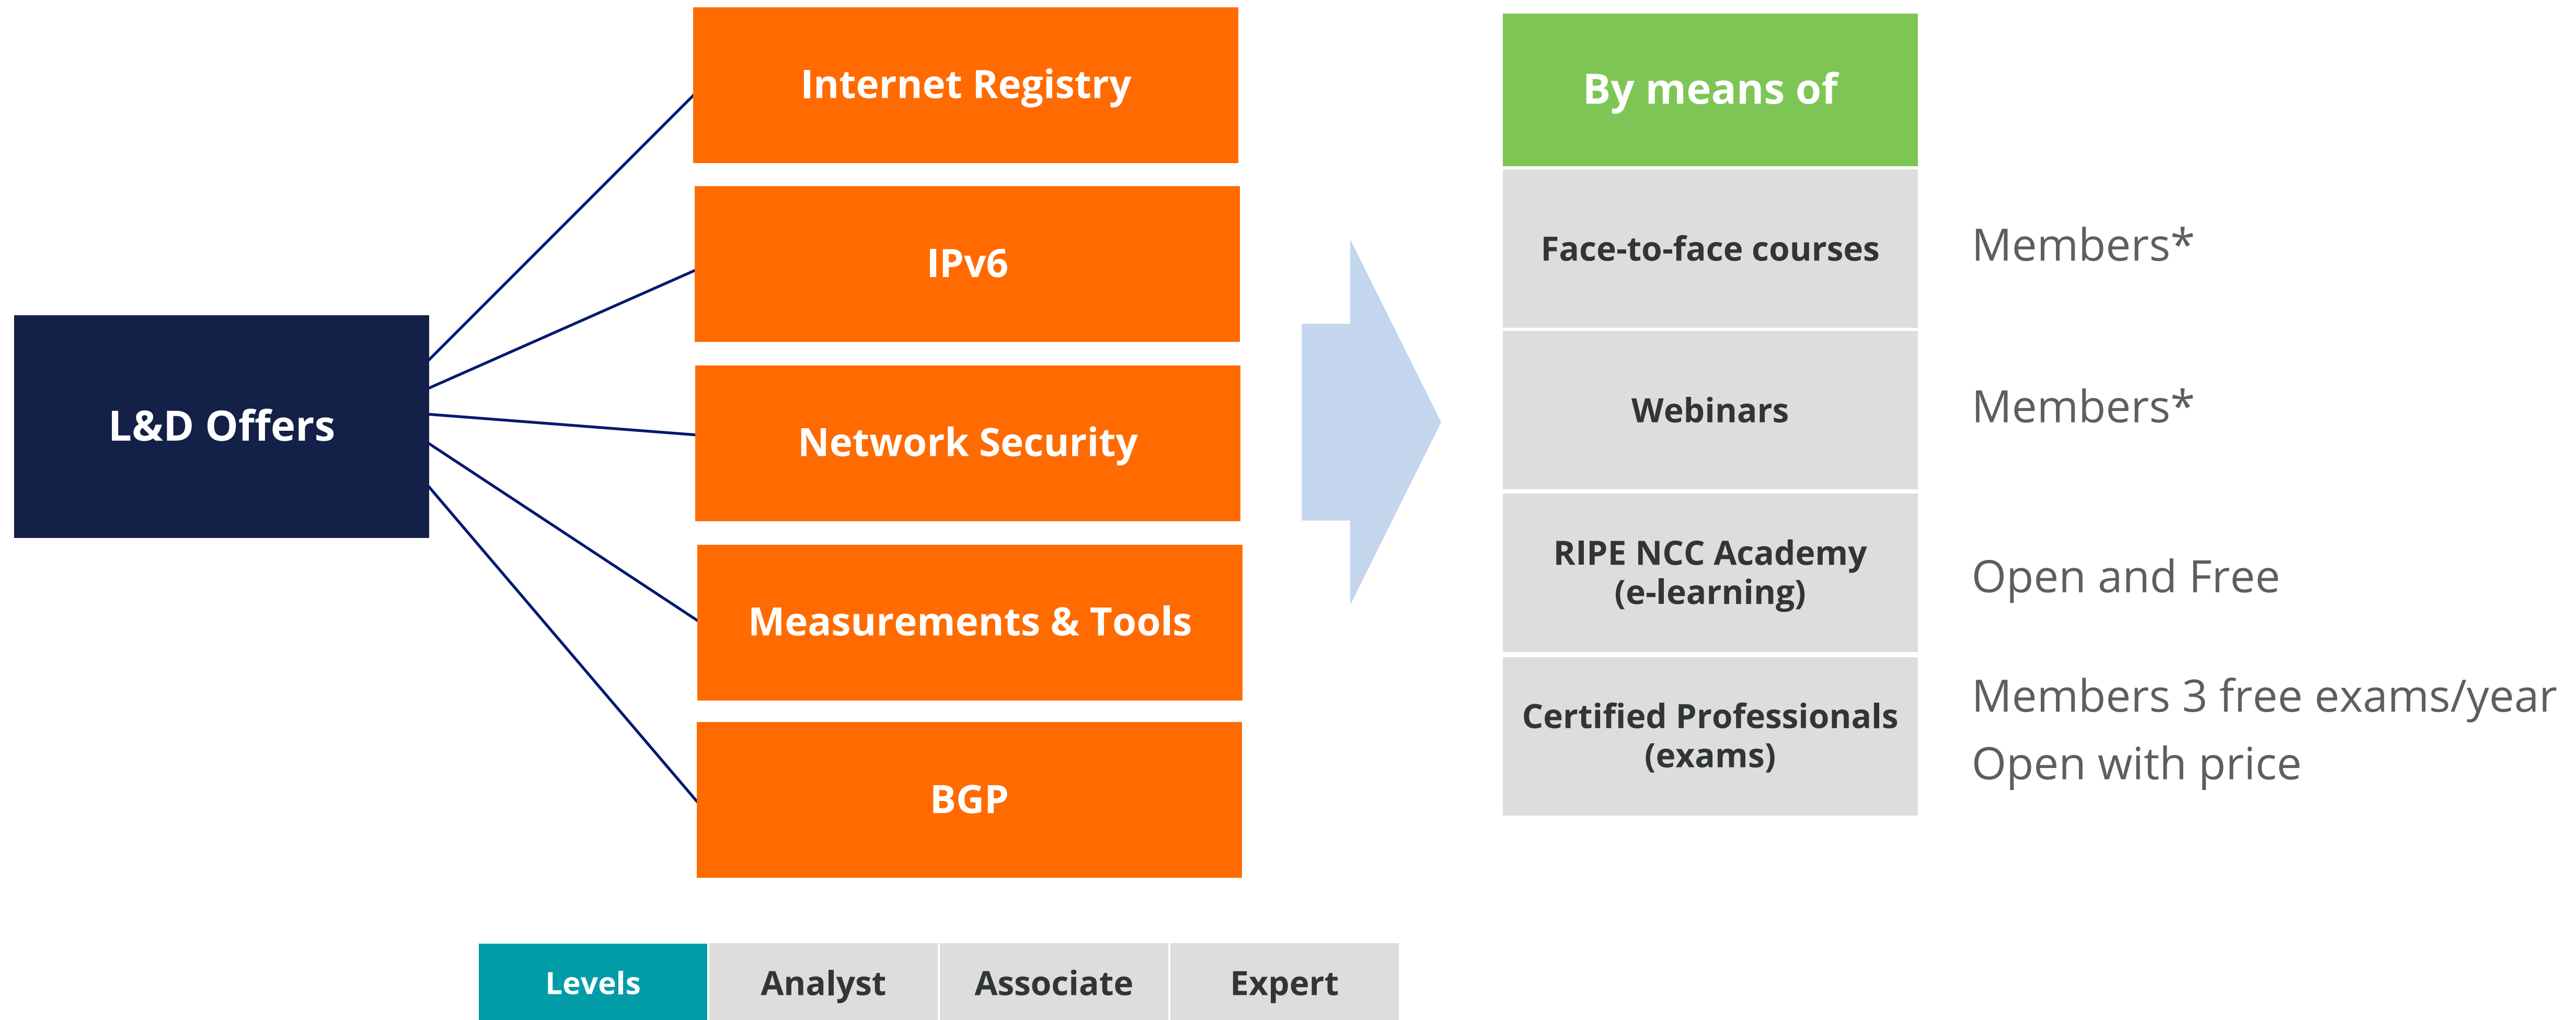 L&D Offers
Internet Registry
IPv6
Network Security
Measurements & Tools
BGP
By means of
Face-to-face courses
Members*
Webinars
Members*
RIPE NCC Academy
(e-learning)
Open and Free
Certified Professionals
(exams)
Members 3 free exams/year
Open with price
Levels
Analyst
Associate
Expert